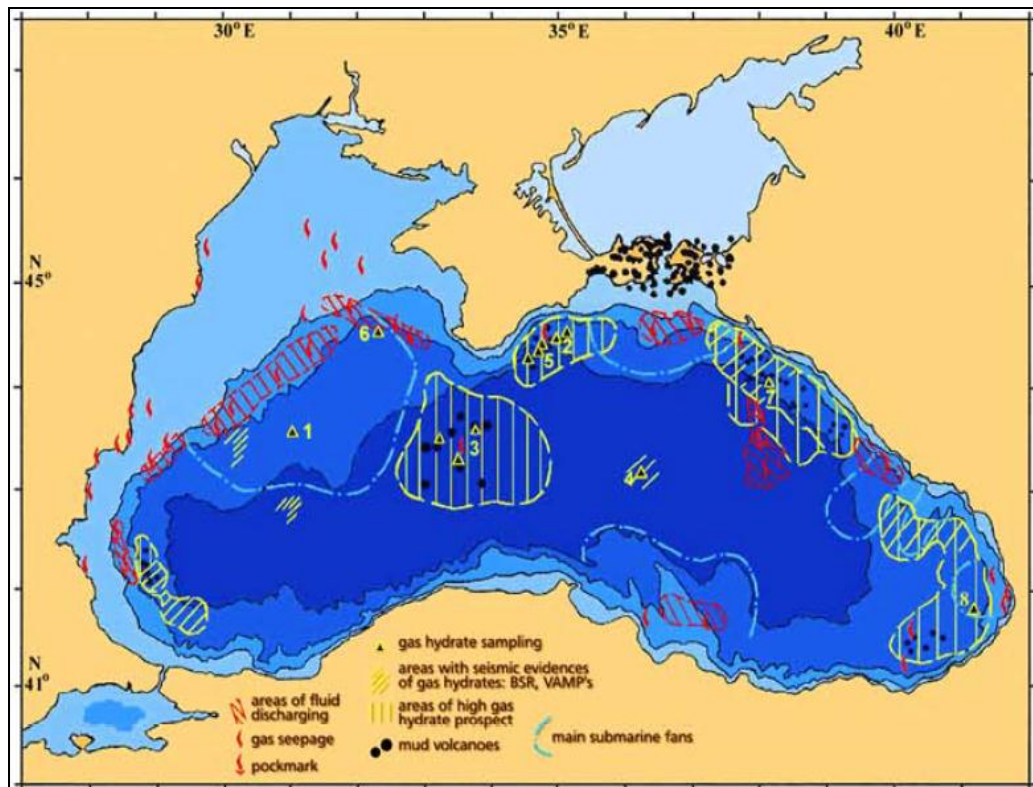 30° E 35° E 40° E
N
45°
6
2
5
7
1
3
4
8
N
41°
gas hydrate sampling
areas with seismic evidences
of gas hydrates: BSR, VAMP's
areas of high gas
hydrate prospect
mud volcanoes
areas of fluid
discharging
gas seepage
pockmark
main submarine fans